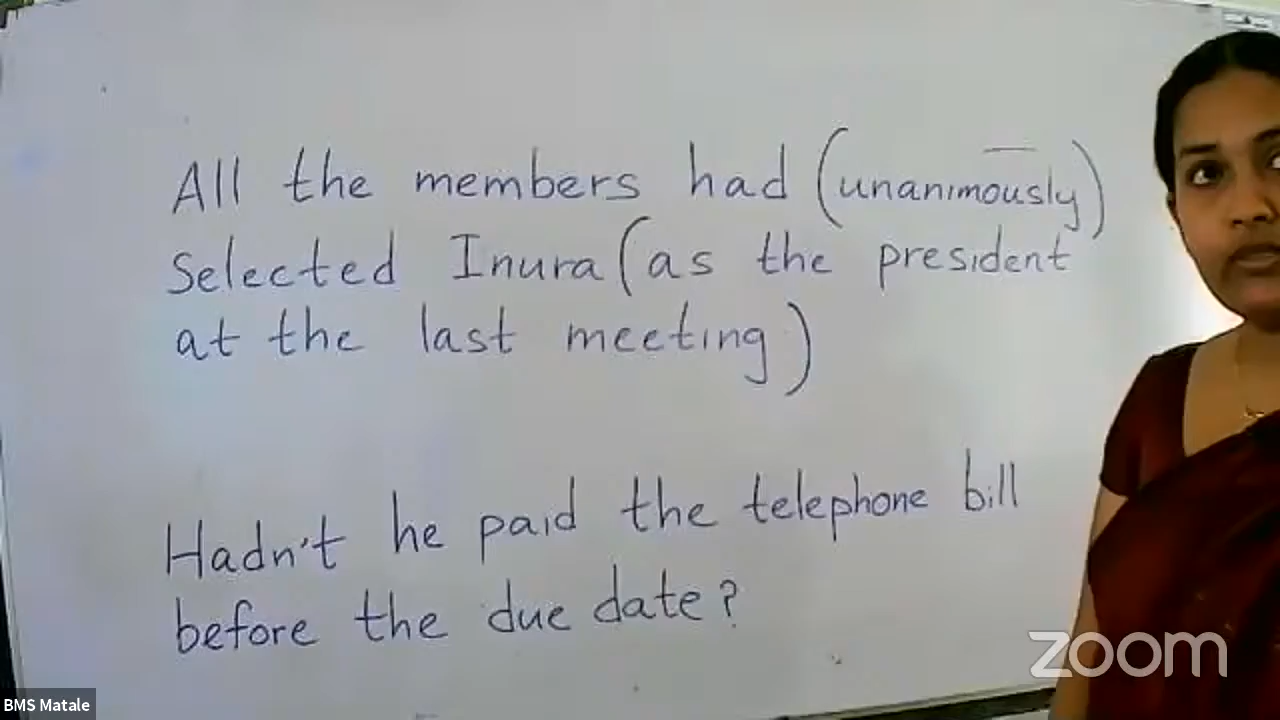 All the members had (unanimously)
Selected Inura (as the president
at the last meeting)
Hadn't he paid the telephone bill
before the due date?
zoom
BMS Matale